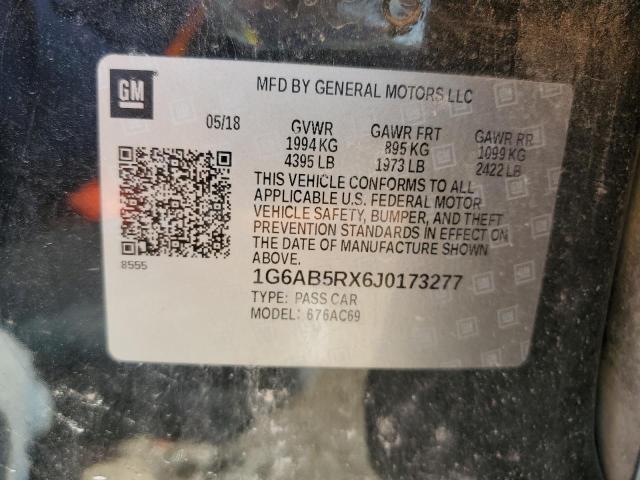 GM
MFD BY GENERAL MOTORS LLC
05/18 GVWR GAWR FRT GAWR RR
1994 KG 895 KG 1099 KG
4395 LB 1973 LB 2422 LB
THIS VEHICLE CONFORMS TO ALL
APPLICABLE U.S. FEDERAL MOTOR
VEHICLE SAFETY, BUMPER, AND THEFT
PREVENTION STANDARDS IN EFFECT ON
THE DATE OF MANUFACTURE SHOWN
ABOVE.
8555
1G6AB5RX6J0173277
TYPE: PASS CAR
MODEL: 676AC69